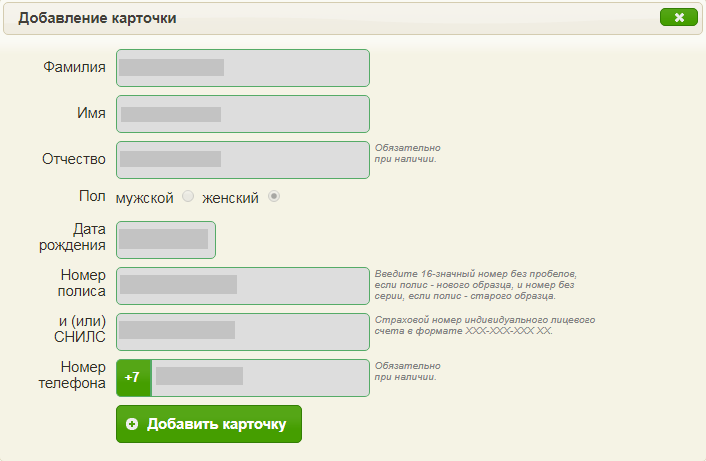 Добавление карточки
Фамилия
Имя
Отчество
Обязательно
при наличии.
Пол
мужской женский
Дата
рождения
Номер
полиса
Введите 16-значный номер без пробелов,
если полис - нового образца, и номер без
серии, если полис - старого образца.
и (или)
СНИЛС
Страховой номер индивидуального лицевого
счета в формате XXX-XXX-XXX XX.
Номер
телефона
+7
Обязательно
при наличии.
Добавить карточку